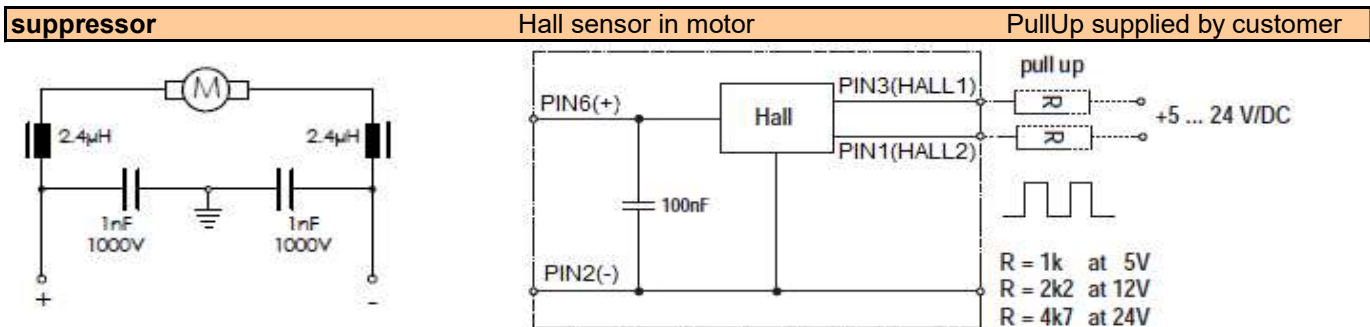 suppressor Hall sensor in motor PullUp supplied by customer
M
2.4µH 2.4µH
1nF 1nF
1000V 1000V
+ -
PIN6(+)
Hall
PIN3(HALL1)
PIN1(HALL2)
100nF
PIN2(-)
pull up
R
R
+5 ... 24 V/DC
R = 1k at 5V
R = 2k2 at 12V
R = 4k7 at 24V